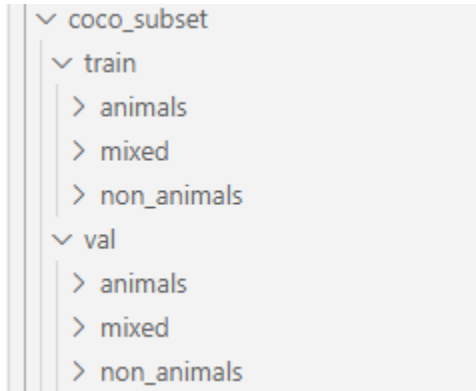 coco_subset
train
animals
mixed
non_animals
val
animals
mixed
non_animals